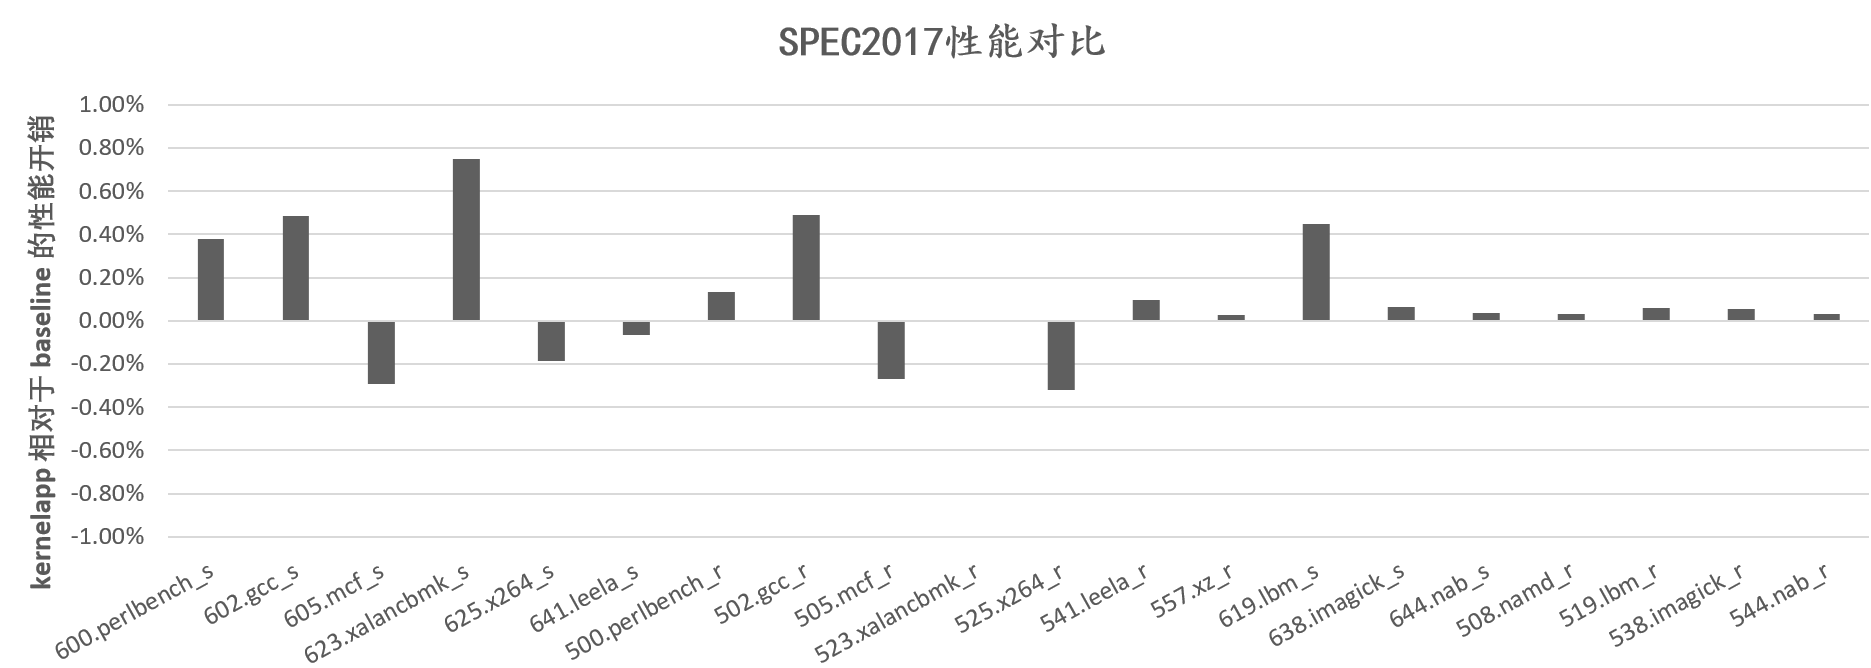 SPEC2017性能对比
kernelapp 相对于 baseline 的性能开销
1.00%
0.80%
0.60%
0.40%
0.20%
0.00%
-0.20%
-0.40%
-0.60%
-0.80%
-1.00%
600.perlbench_s
602.gcc_s
605.mcf_s
623.xalancbmk_s
625.x264_s
641.leela_s
500.perlbench_r
502.gcc_r
505.mcf_r
523.xalancbmk_r
525.x264_r
541.leela_r
557.xz_r
619.lbm_s
638.imagick_s
644.nab_s
508.namd_r
519.lbm_r
538.imagick_r
544.nab_r